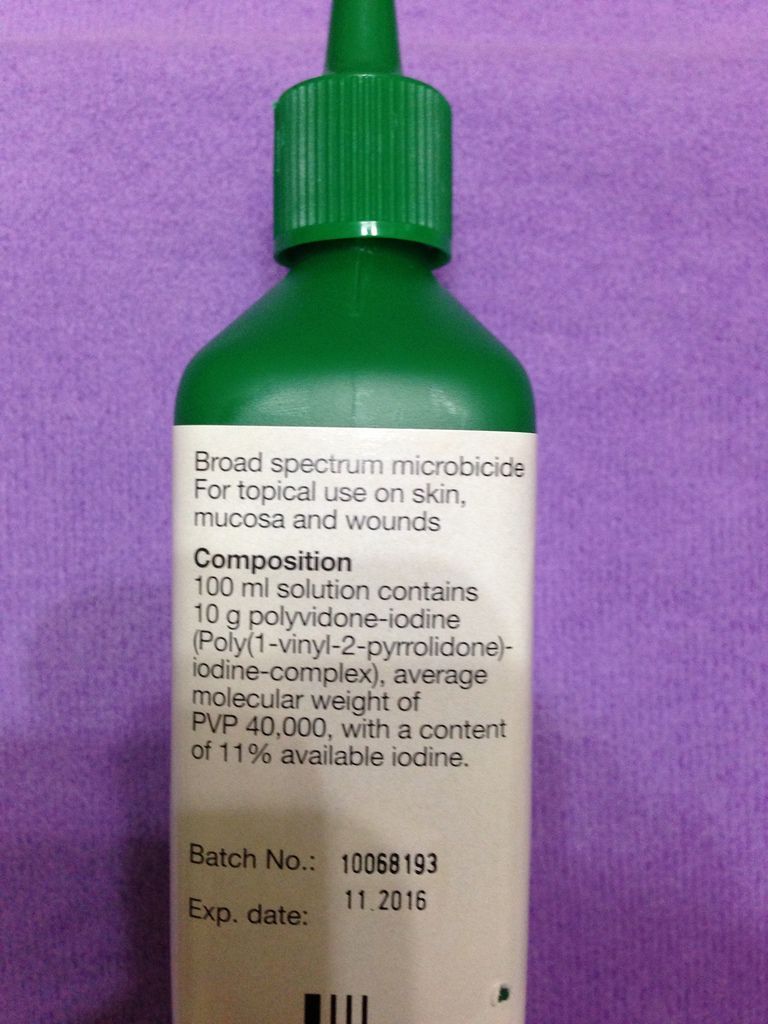 Broad spectrum microbicide
For topical use on skin,
mucosa and wounds
Composition
100 ml solution contains
10 g polyvidone-iodine
(Poly(1-vinyl-2-pyrrolidone)-
iodine-complex), average
molecular weight of
PVP 40,000, with a content
of 11% available iodine.
Batch No.: 10068193
Exp. date: 11.2016